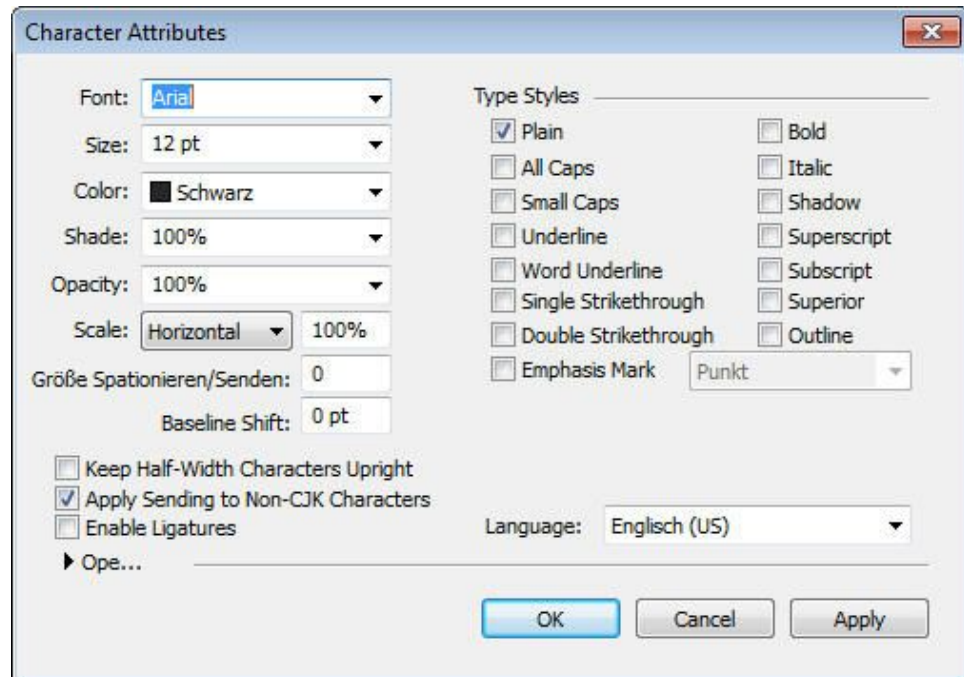 Character Attributes
Font: Arial
Size: 12 pt
Color: Schwarz
Shade: 100%
Opacity: 100%
Scale: Horizontal 100%
Größe Spationieren/Senden: 0
Baseline Shift: 0 pt
Keep Half-Width Characters Upright
Apply Sending to Non-CJK Characters
Enable Ligatures
Ope...
Type Styles
Plain Bold
All Caps Italic
Small Caps Shadow
Underline Superscript
Word Underline Subscript
Single Strikethrough Superior
Double Strikethrough Outline
Emphasis Mark Punkt
Language: Englisch (US)
OK Cancel Apply